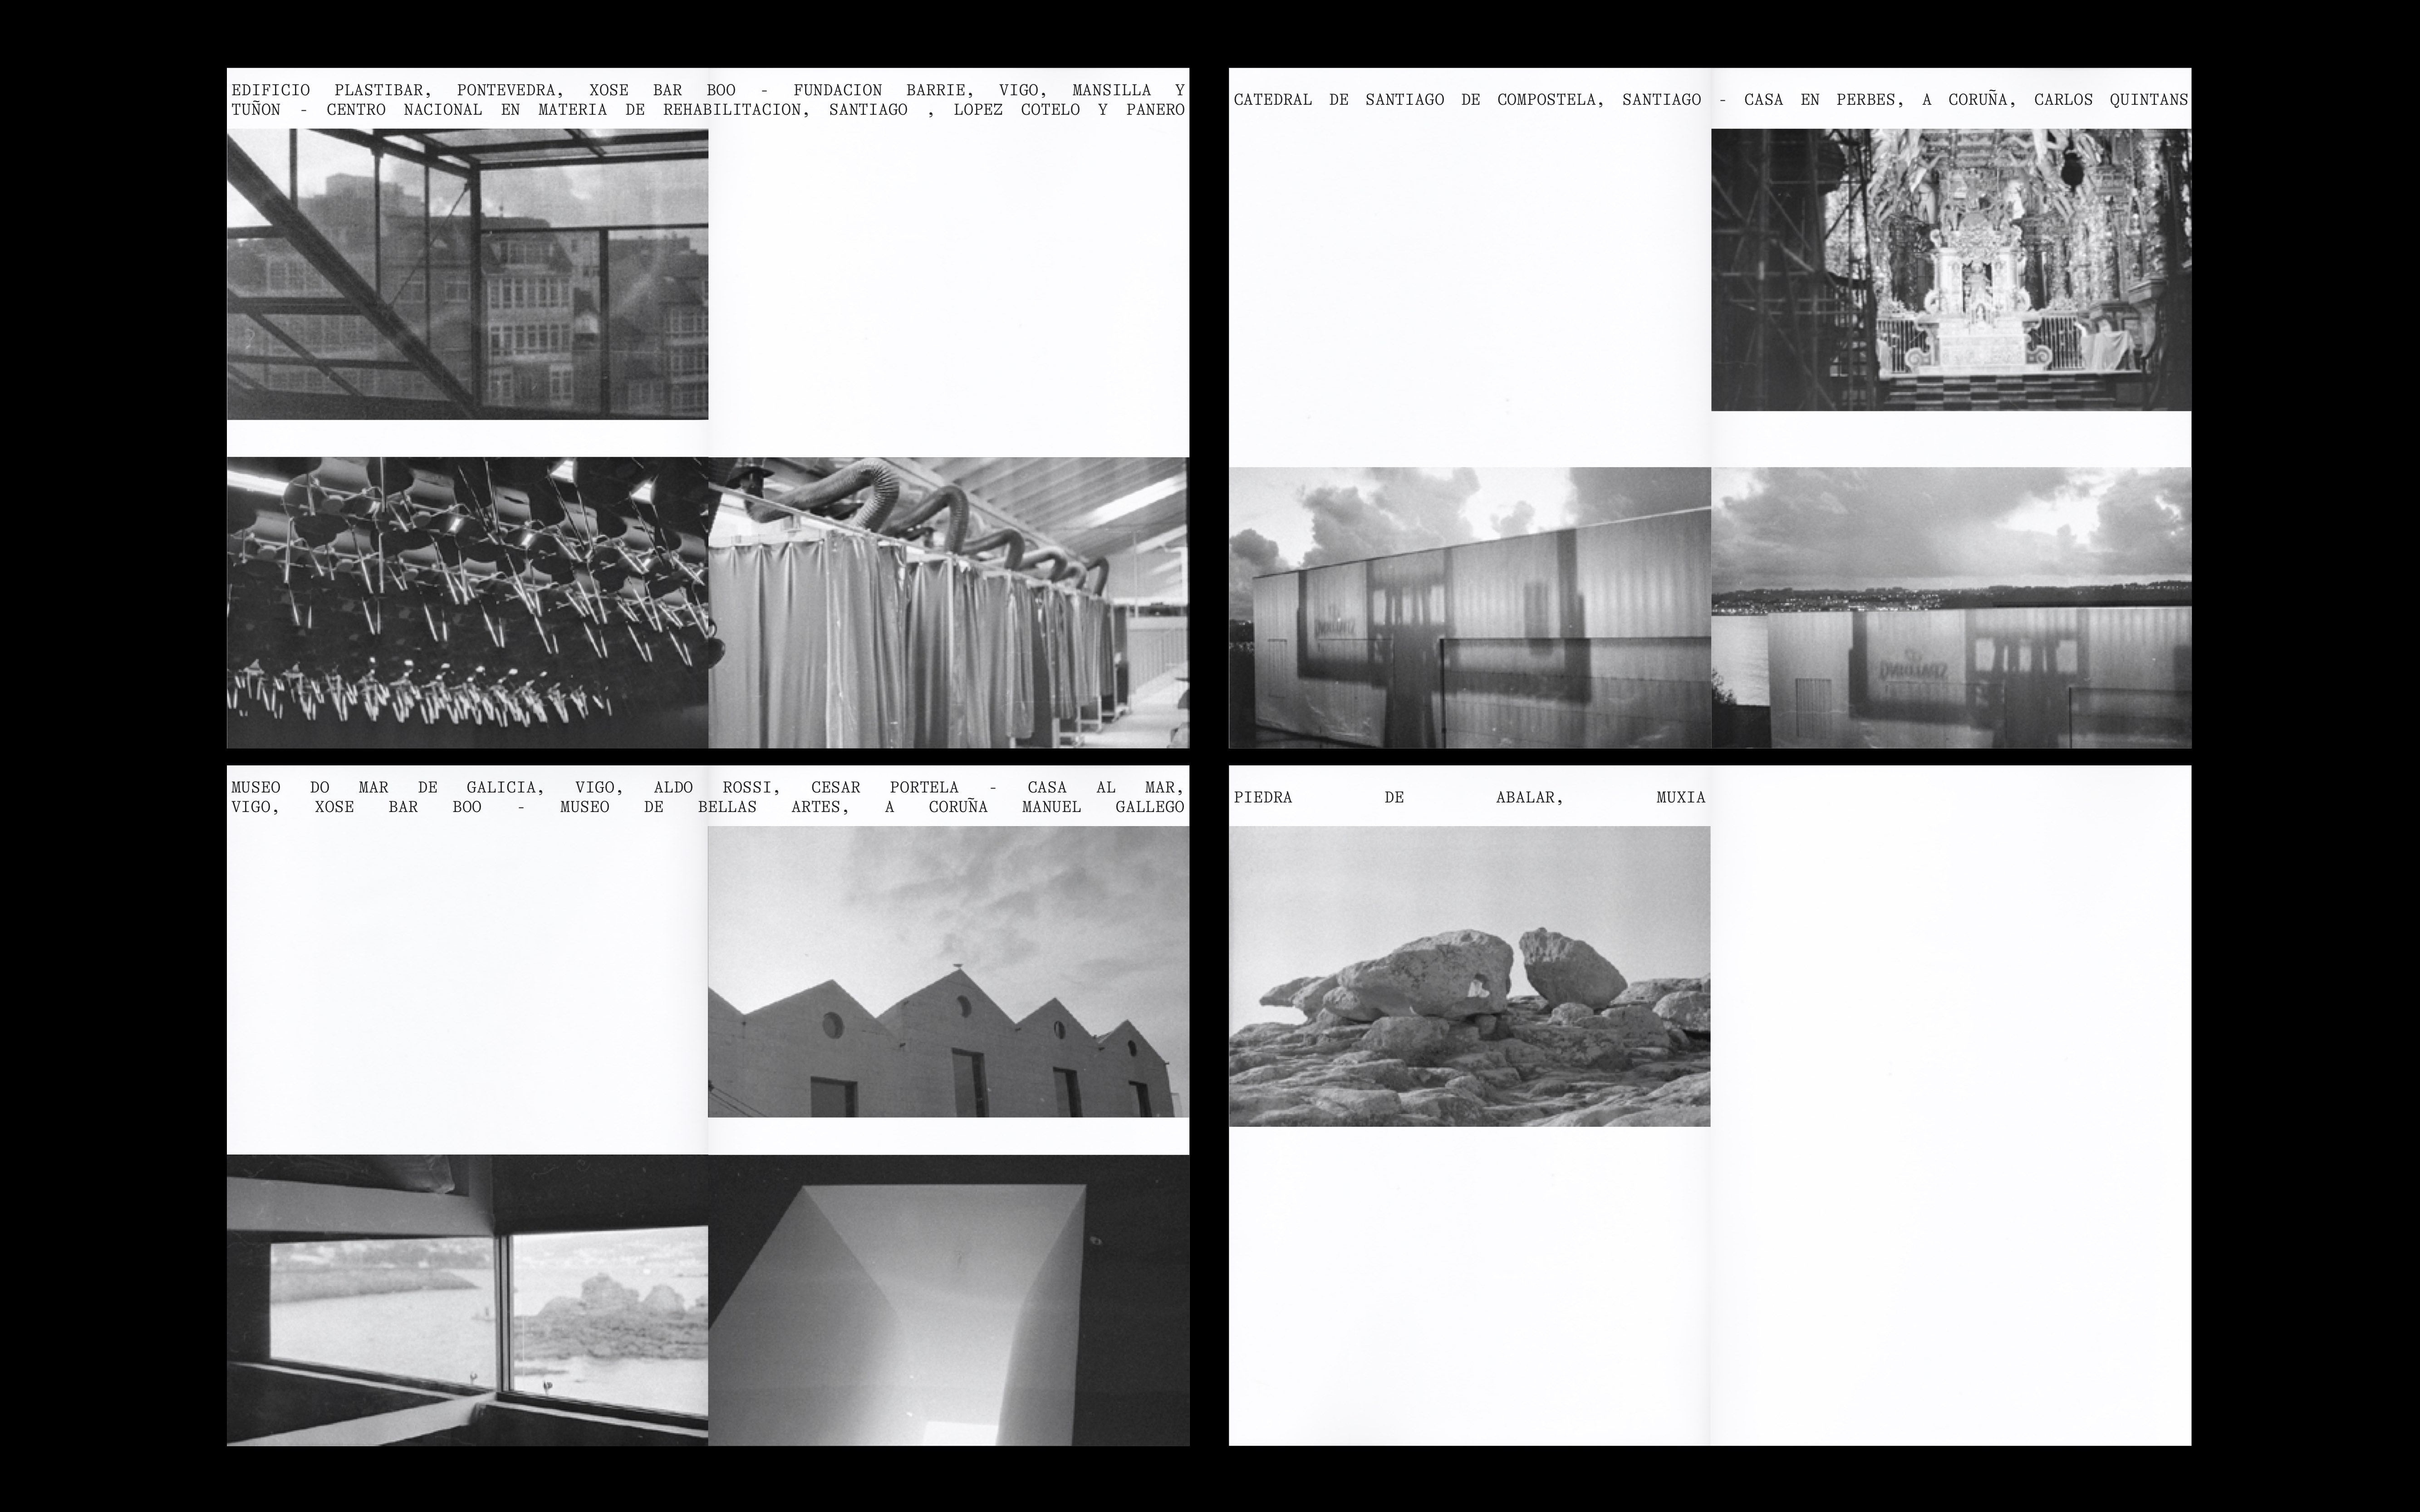 EDIFICIO PLASTIBAR, PONTEVEDRA, XOSE BAR BOO - FUNDACION BARRIE, VIGO, MANSILLA Y
TUÑON - CENTRO NACIONAL EN MATERIA DE REHABILITACION, SANTIAGO , LOPEZ COTELO Y PANERO
CATEDRAL DE SANTIAGO DE COMPOSTELA, SANTIAGO - CASA EN PERBES, A CORUÑA, CARLOS QUINTANS
MUSEO DO MAR DE GALICIA, VIGO, ALDO ROSSI, CESAR PORTELA - CASA AL MAR,
VIGO, XOSE BAR BOO - MUSEO DE BELLAS ARTES, A CORUÑA MANUEL GALLEGO
PIEDRA DE ABALAR, MUXIA